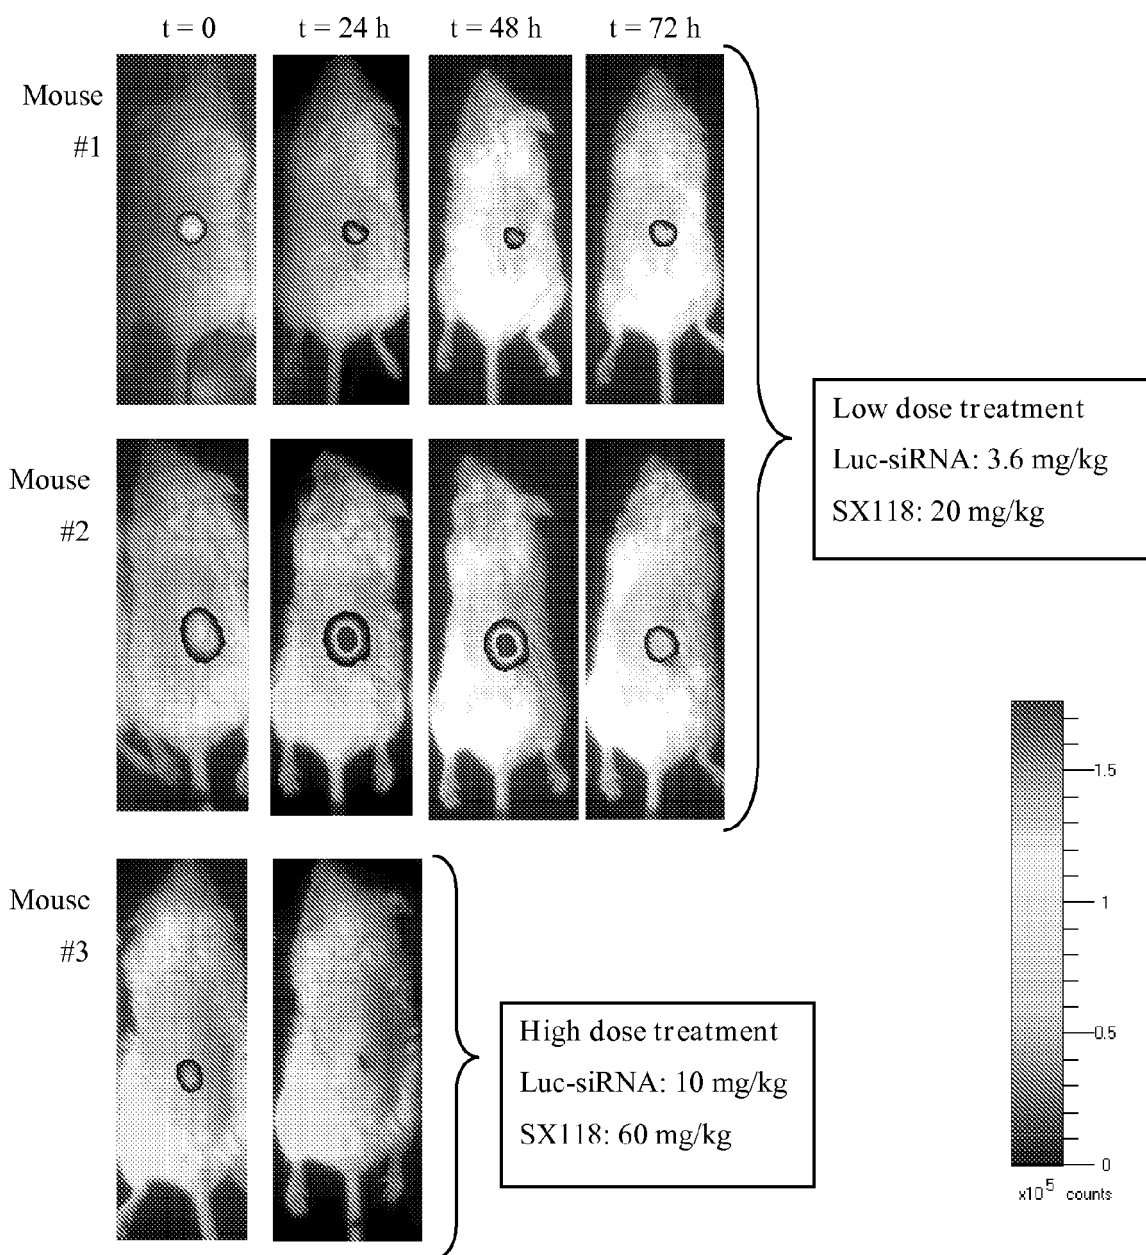 t = 0 t = 24 h t = 48 h t = 72 h
Mouse
#1
Low dose treatment
Luc-siRNA: 3.6 mg/kg
SX118: 20 mg/kg
Mouse
#2
1.5
1
0.5
0
x10^5 counts
Mouse
#3
High dose treatment
Luc-siRNA: 10 mg/kg
SX118: 60 mg/kg